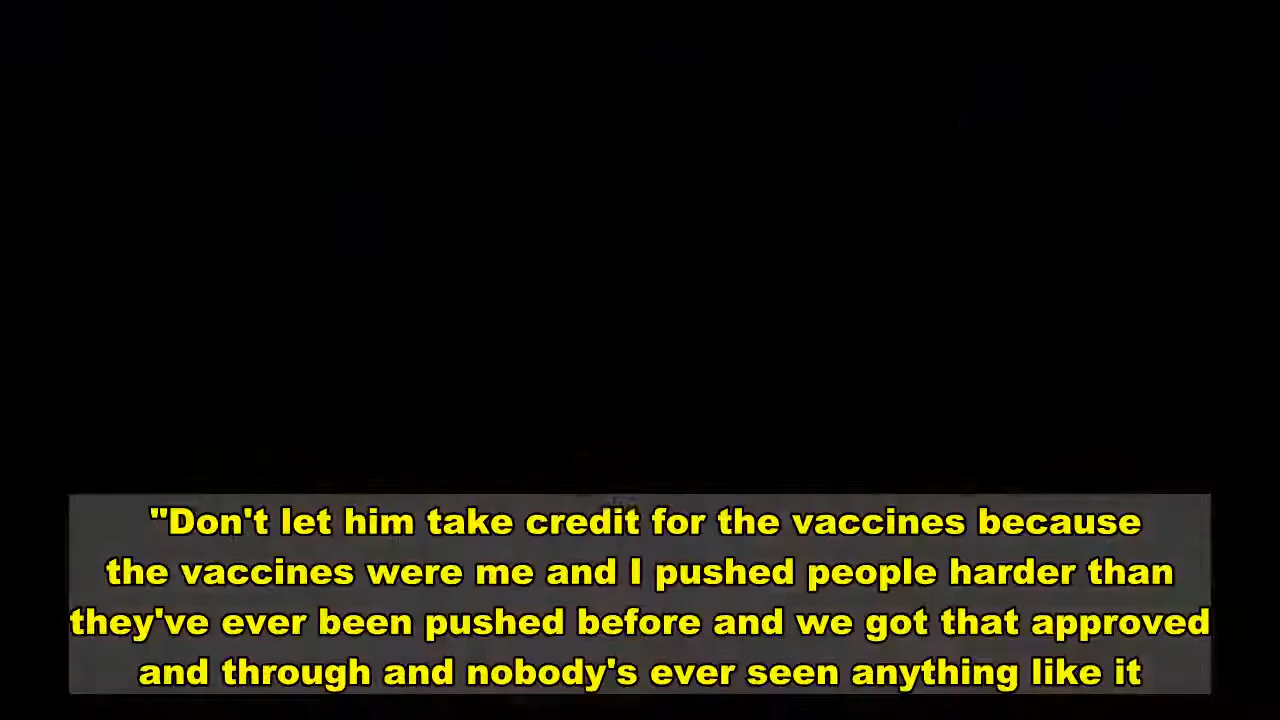 "Don't let him take credit for the vaccines because
the vaccines were me and I pushed people harder than
they've ever been pushed before and we got that approved
and through and nobody's ever seen anything like it